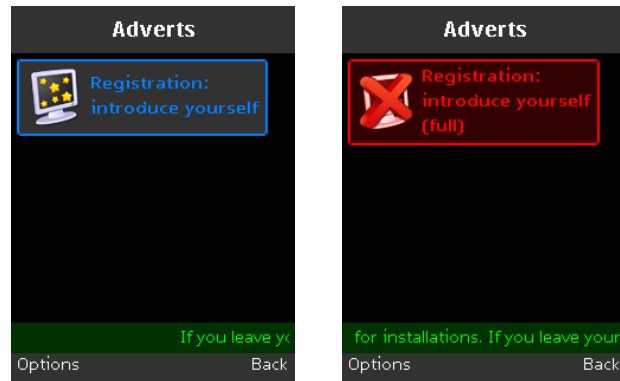 Adverts
Registration:
introduce yourself
If you leave
Options Back
Adverts
Registration:
introduce yourself
(full)
for installations. If you leave your
Options Back